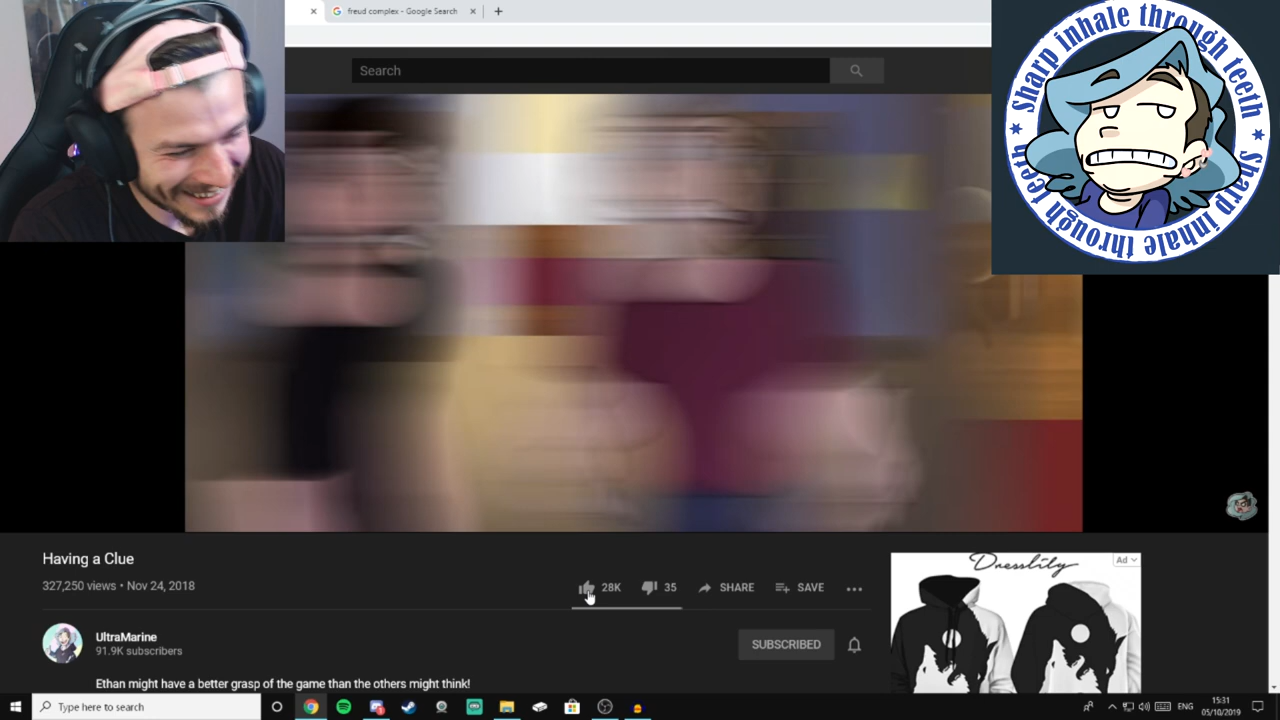 freud complex - Google Search
Search
Sharp inhale through teeth * Sharp inhale through teeth *
Having a Clue
327,250 views • Nov 24, 2018
28K
35
SHARE
SAVE
Dresslily
Ad
UltraMarine
91.9K subscribers
SUBSCRIBED
Ethan might have a better grasp of the game than the others might think!
Type here to search
ENG
15:31
05/10/2019